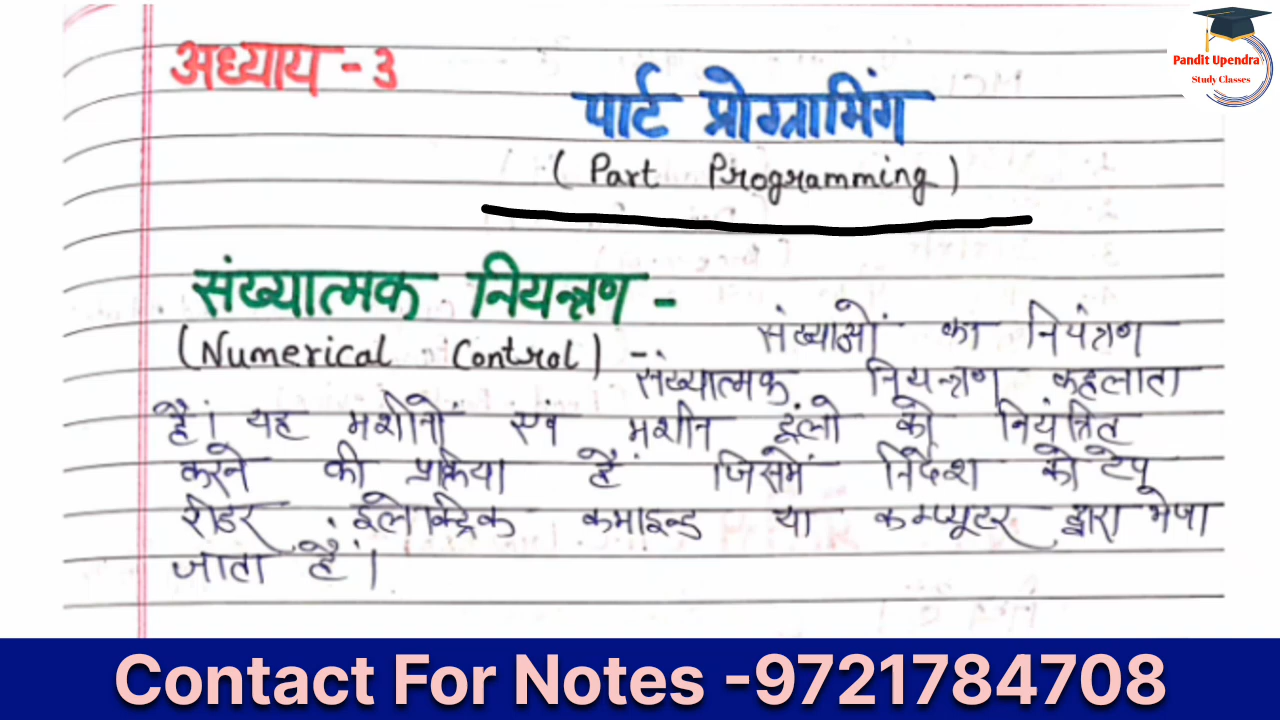 अध्याय - 3
Pandit Upendra
Study Classes
पार्ट प्रोग्रामिंग
( Part Programming )
संख्यात्मक नियन्त्रण -
(Numerical Control) - संख्याओं का नियंत्रण
संख्यात्मक नियन्त्रण कहलाता
है। यह मशीनों एवं मशीन टूलो को नियंत्रित
करने की प्रक्रिया है जिसमें निर्देश को टेप
रीडर इलेक्ट्रिक कमाण्ड या कम्प्यूटर द्वारा भेजा
जाता है।
Contact For Notes -9721784708